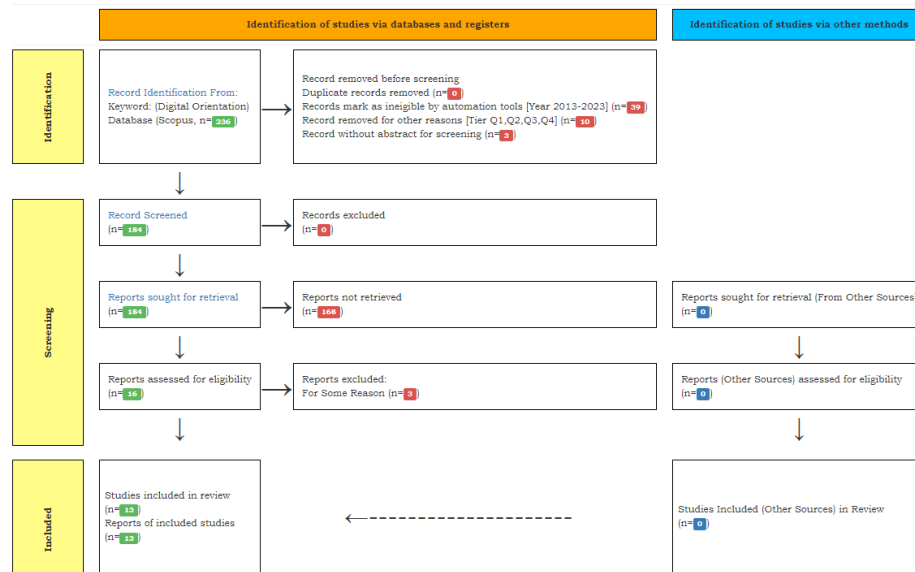 Identification of studies via databases and registers
Identification of studies via other methods
Identification
Record Identification From:
Keyword: (Digital Orientation)
Database (Scopus, n=236)
Record removed before screening
Duplicate records removed (n=0)
Records mark as ineigible by automation tools [Year 2013-2023] (n=39)
Record removed for other reasons [Tier Q1,Q2,Q3,Q4] (n=10)
Record without abstract for screening (n=3)
Screening
Record Screened
(n=184)
Records excluded
(n=0)
Reports sought for retrieval
(n=184)
Reports not retrieved
(n=168)
Reports sought for retrieval (From Other Sources)
(n=0)
Reports assessed for eligibility
(n=16)
Reports excluded:
For Some Reason (n=3)
Reports (Other Sources) assessed for eligibility
(n=0)
Included
Studies included in review
(n=13)
Reports of included studies
(n=13)
Studies Included (Other Sources) in Review
(n=0)